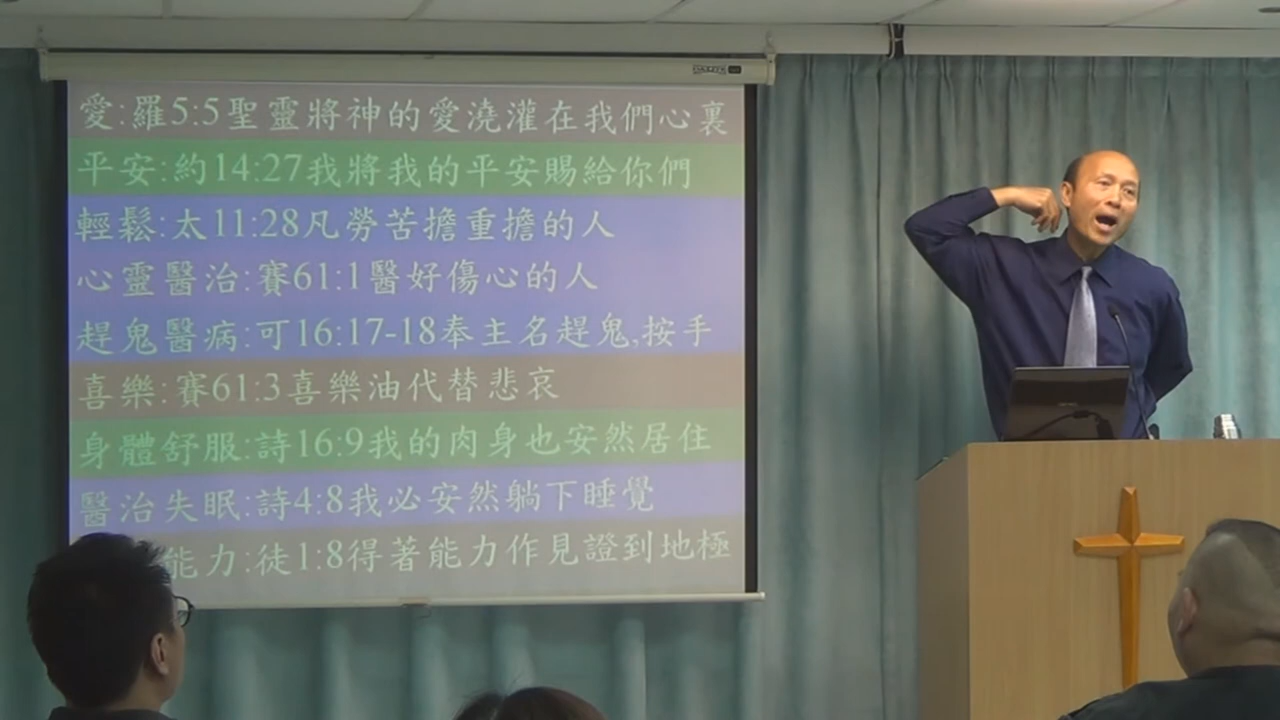 愛:羅5:5聖靈將神的愛澆灌在我們心裏
平安:約14:27我將我的平安賜給你們
輕鬆:太11:28凡勞苦擔重擔的人
心靈醫治:賽61:1醫好傷心的人
趕鬼醫病:可16:17-18奉主名趕鬼,按手
喜樂:賽61:3喜樂油代替悲哀
身體舒服:詩16:9我的肉身也安然居住
醫治失眠:詩4:8我必安然躺下睡覺
能力:徒1:8得著能力作見證到地極